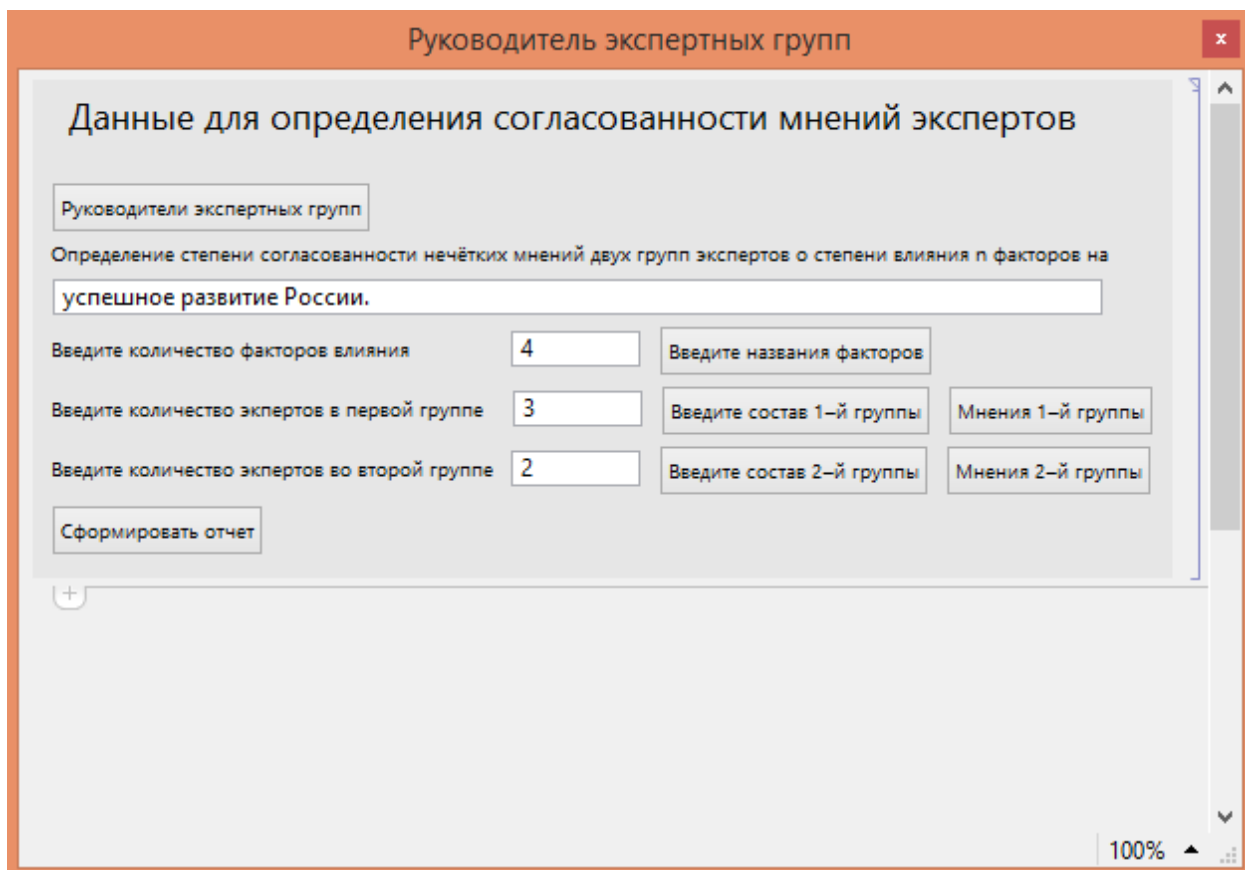 Руководитель экспертных групп
x
Данные для определения согласованности мнений экспертов
Руководители экспертных групп
Определение степени согласованности нечётких мнений двух групп экспертов о степени влияния n факторов на
успешное развитие России.
Введите количество факторов влияния 4 Введите названия факторов
Введите количество экпертов в первой группе 3 Введите состав 1–й группы Мнения 1–й группы
Введите количество экпертов во второй группе 2 Введите состав 2–й группы Мнения 2–й группы
Сформировать отчет
+
100%